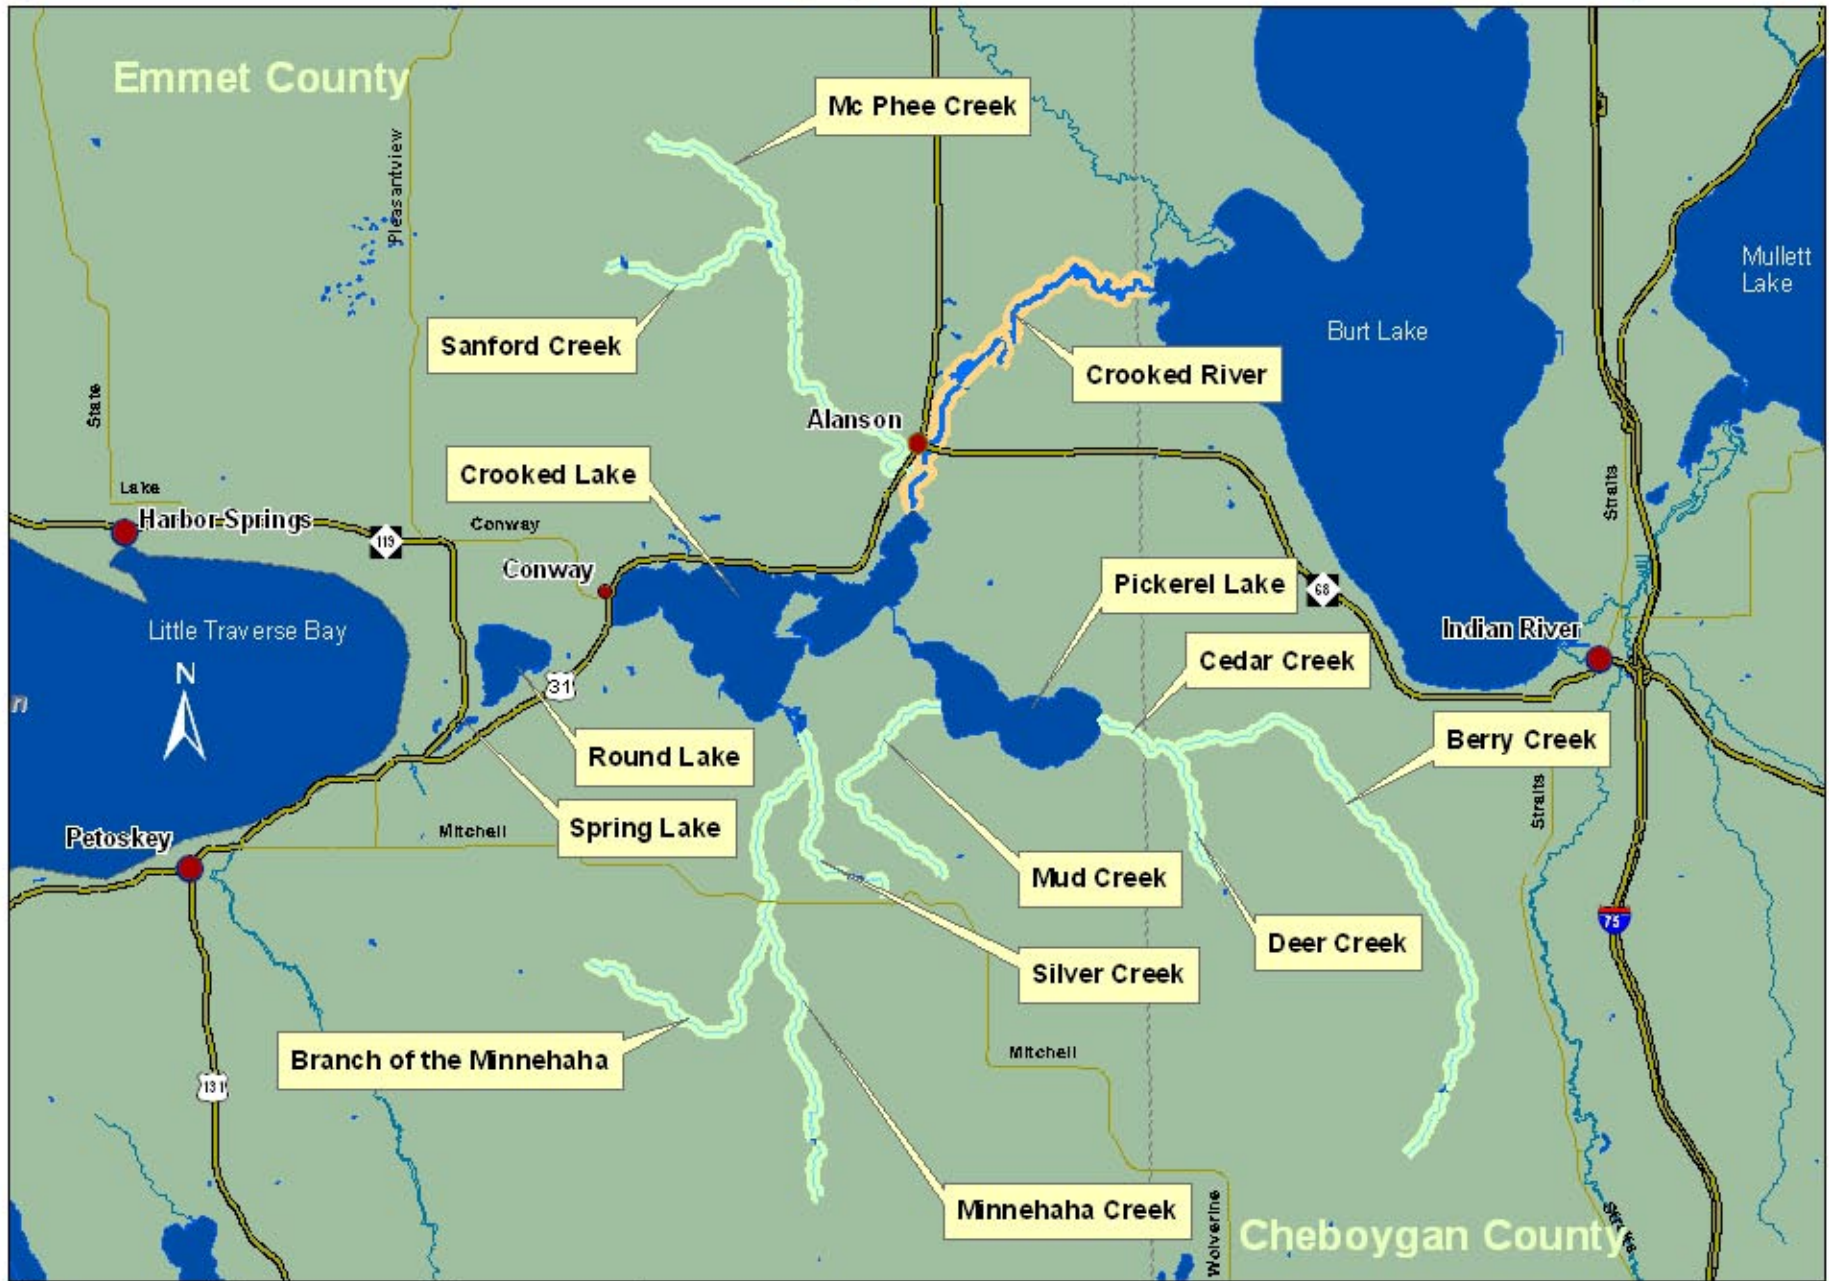 Emmet County
Mc Phee Creek
Pleasantview
Mullett
Lake
Sanford Creek
Burt Lake
Crooked River
State
Alanson
Crooked Lake
Lake
Harbor Springs
Conway
119
Straits
Conway
Pickerel Lake
68
Little Traverse Bay
Indian River
N
Cedar Creek
31
n
Berry Creek
Round Lake
Straits
Spring Lake
Mitchell
Petoskey
Mud Creek
75
Deer Creek
Silver Creek
Branch of the Minnehaha
Mitchell
131
Minnehaha Creek
Wolverine
Cheboygan County
Straits